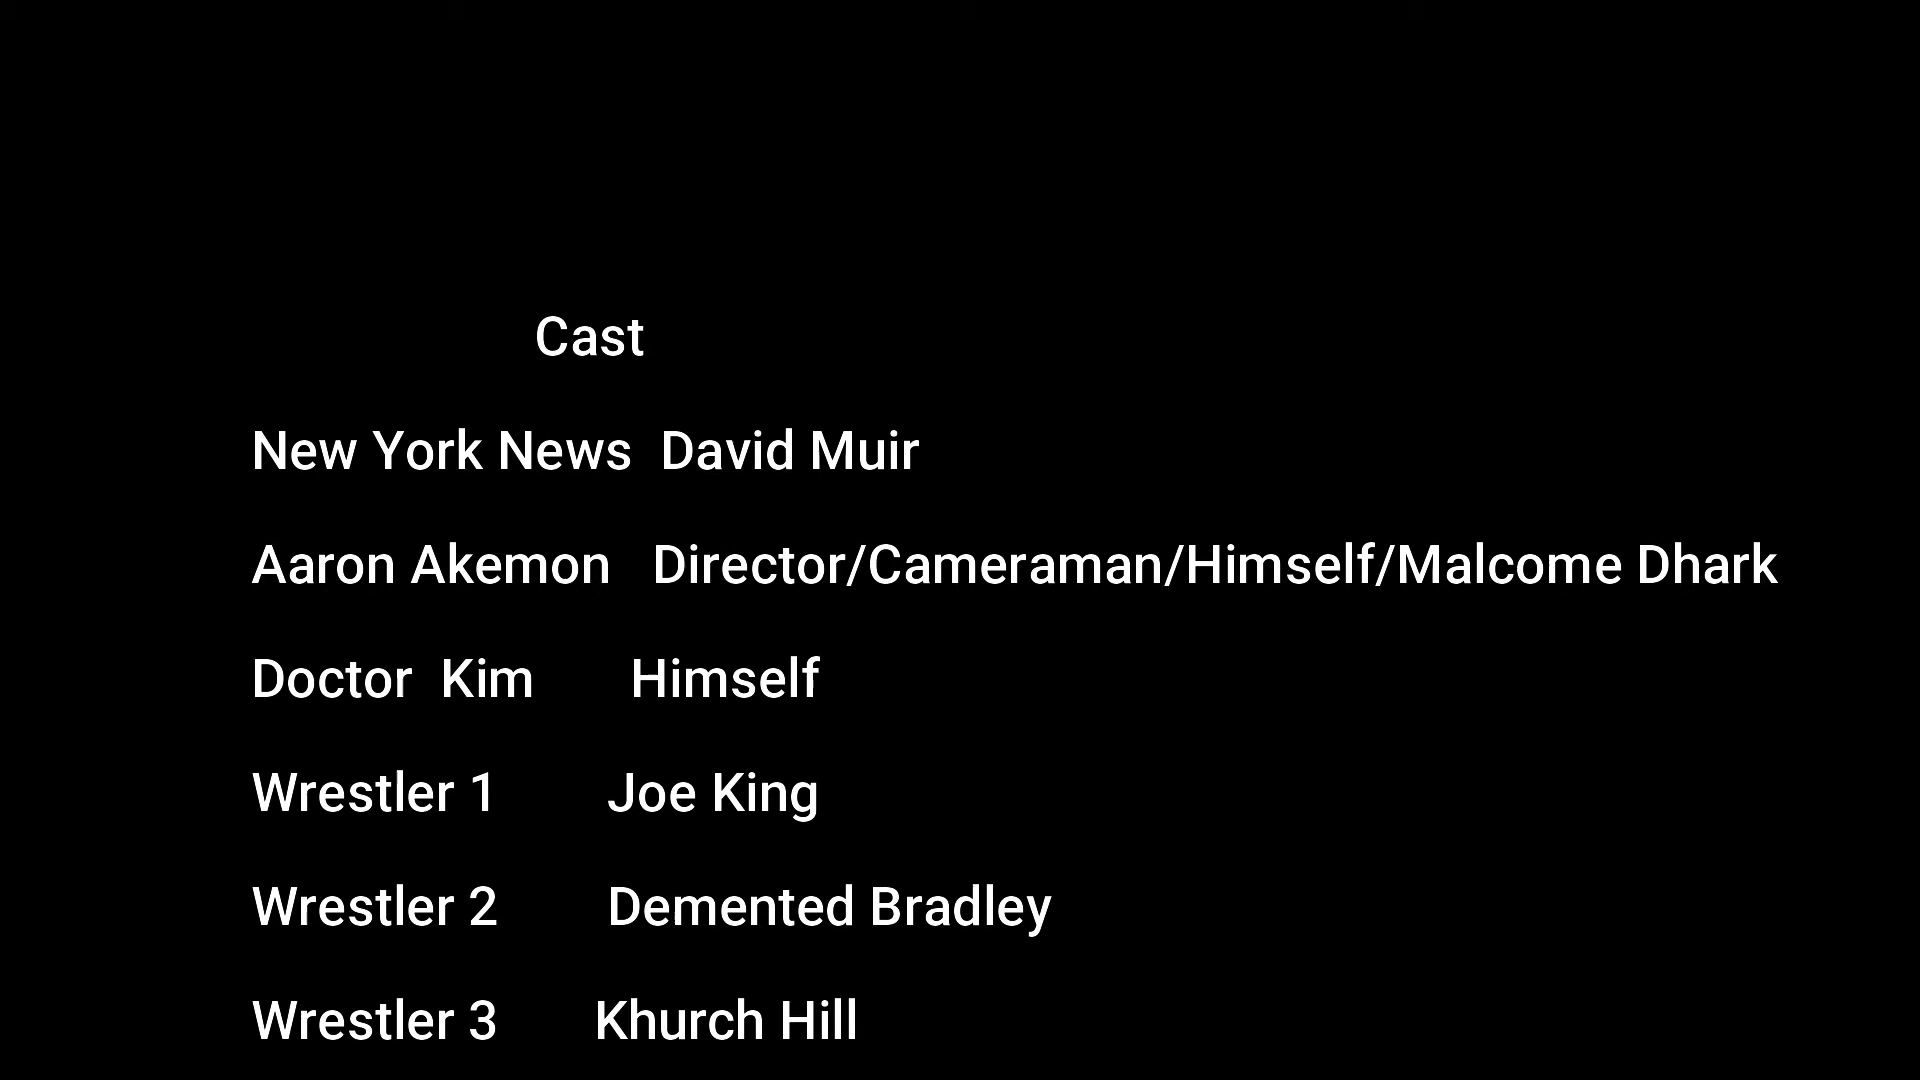 Cast
New York News David Muir
Aaron Akemon Director/Cameraman/Himself/Malcome Dhark
Doctor Kim Himself
Wrestler 1 Joe King
Wrestler 2 Demented Bradley
Wrestler 3 Khurch Hill